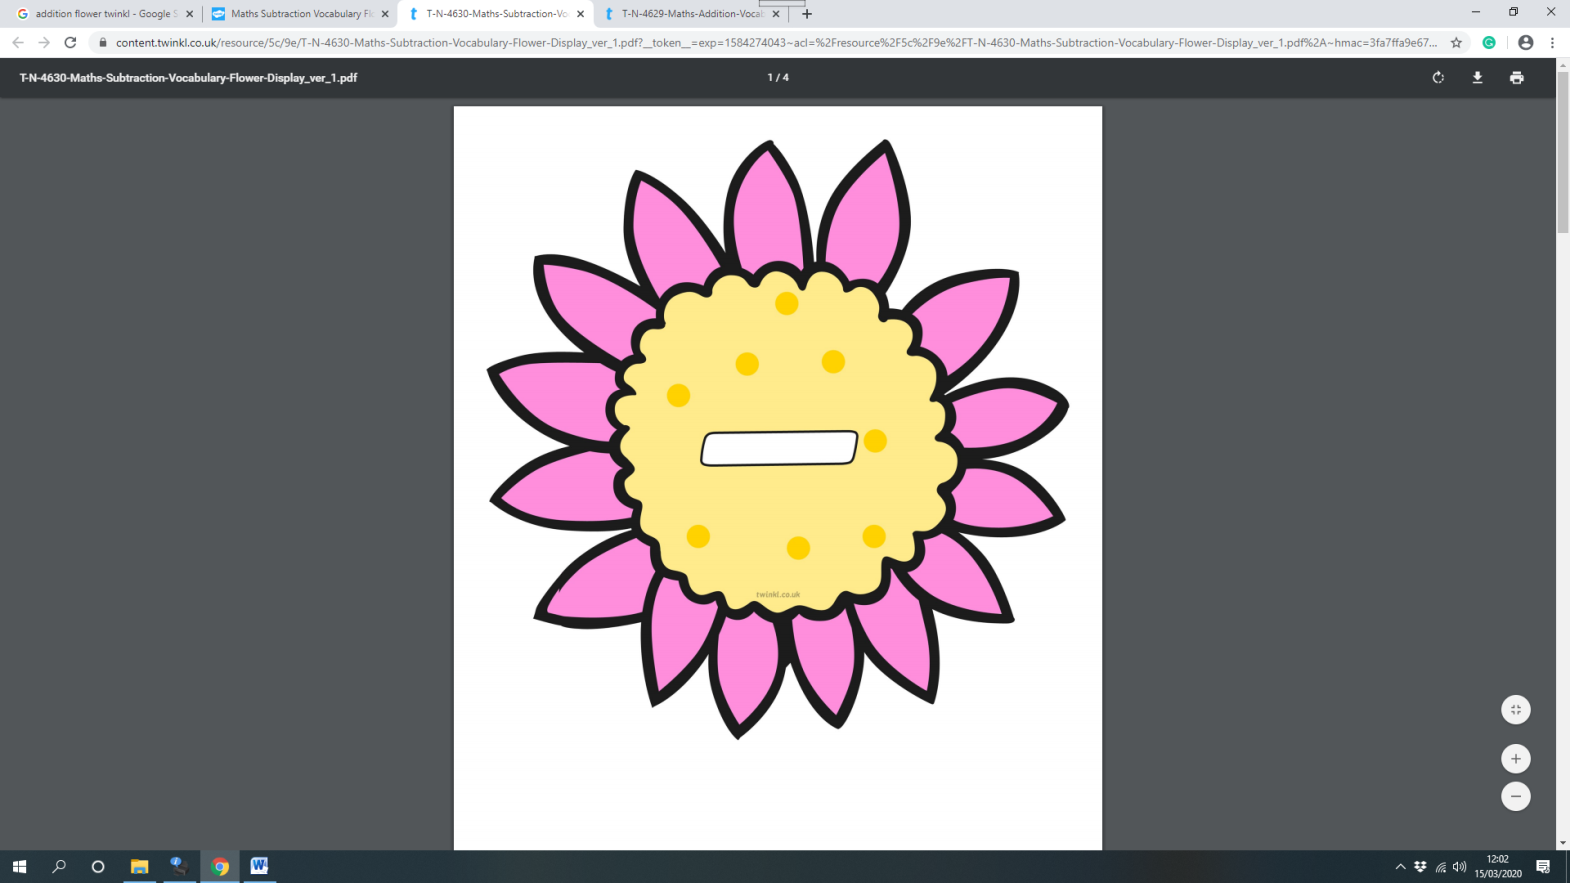 addition flower twinkl - Google S
Maths Subtraction Vocabulary Fl
T-N-4630-Maths-Subtraction-Vo
T-N-4629-Maths-Addition-Vocab
content.twinkl.co.uk/resource/5c/9e/T-N-4630-Maths-Subtraction-Vocabulary-Flower-Display_ver_1.pdf?__token__=exp=1584274043~acl=%2Fresource%2F5c%2F9e%2FT-N-4630-Maths-Subtraction-Vocabulary-Flower-Display_ver_1.pdf%2A~hmac=3fa7ffa9e67...
T-N-4630-Maths-Subtraction-Vocabulary-Flower-Display_ver_1.pdf
1 / 4
twinkl.co.uk
12:02
15/03/2020